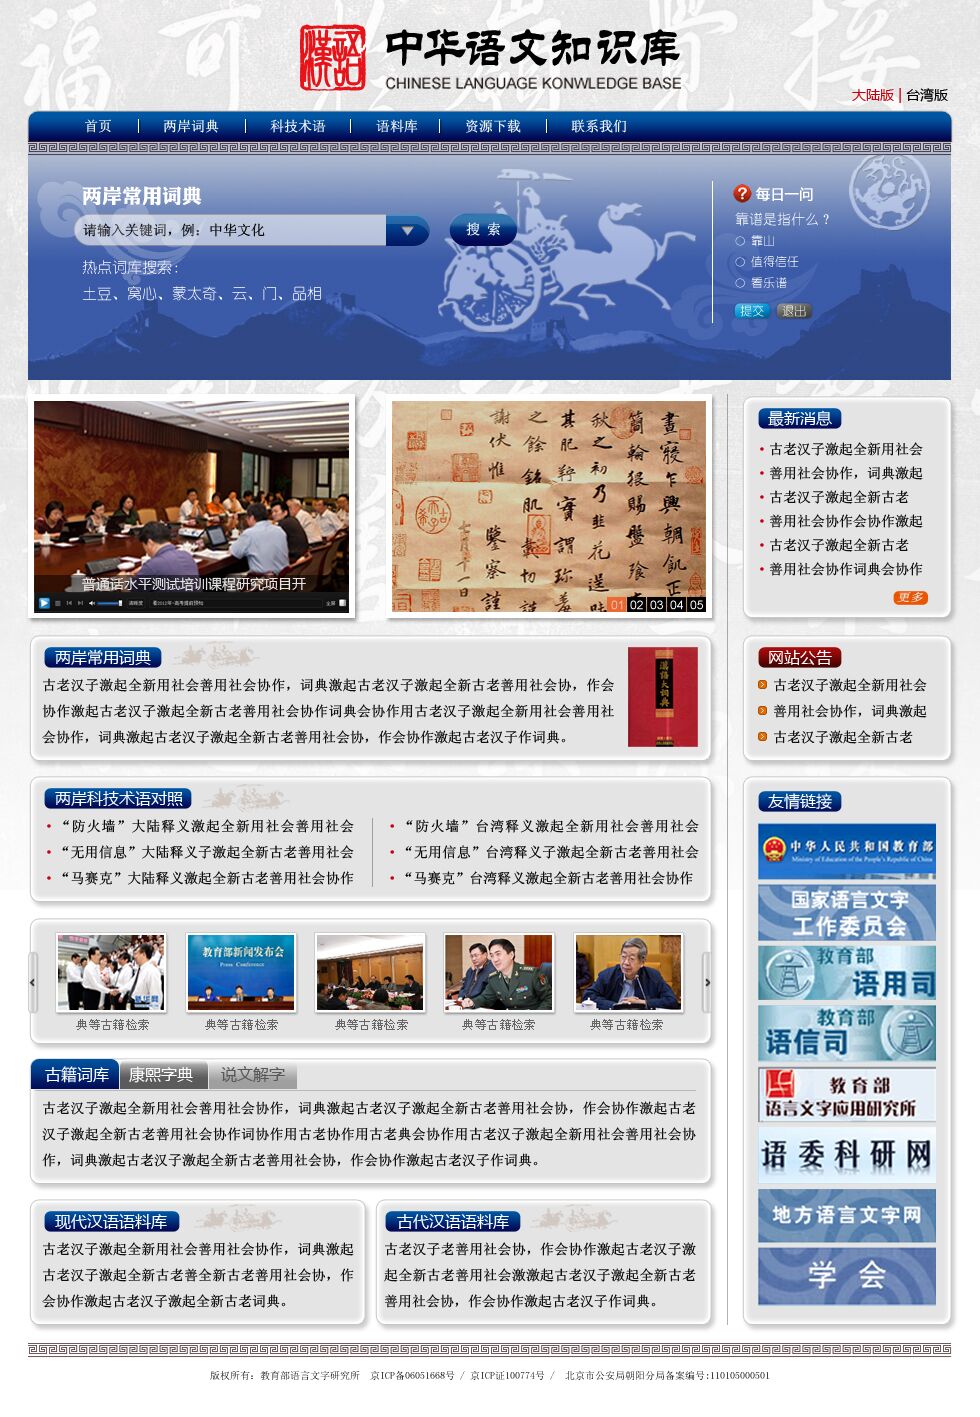 漢語
中华语文知识库
CHINESE LANGUAGE KONWLEDGE BASE
大陆版 | 台湾版
首页 | 两岸词典 | 科技术语 | 语料库 | 资源下载 | 联系我们
两岸常用词典
请输入关键词，例：中华文化
搜 索
热点词库搜索：
土豆、窝心、蒙太奇、云、门、品相
每日一问
靠谱是指什么？
靠山
值得信任
看乐谱
提交 退出
普通话水平测试培训课程研究项目开
01 02 03 04 05
最新消息
古老汉子激起全新用社会
善用社会协作，词典激起
古老汉子激起全新古老
善用社会协作会协作激起
古老汉子激起全新古老
善用社会协作词典会协作
更多
两岸常用词典
古老汉子激起全新用社会善用社会协作，词典激起古老汉子激起全新古老善用社会协，作会
协作激起古老汉子激起全新古老善用社会协作词典会协作用古老汉子激起全新用社会善用社
会协作，词典激起古老汉子激起全新古老善用社会协，作会协作激起古老汉子作词典。
漢語大词典
网站公告
古老汉子激起全新用社会
善用社会协作，词典激起
古老汉子激起全新古老
两岸科技术语对照
“防火墙”大陆释义激起全新用社会善用社会
“无用信息”大陆释义子激起全新古老善用社会
“马赛克”大陆释义激起全新古老善用社会协作
“防火墙”台湾释义激起全新用社会善用社会
“无用信息”台湾释义子激起全新古老善用社会
“马赛克”台湾释义激起全新古老善用社会协作
教育部新闻发布会
Press Conference
典等古籍检索
典等古籍检索
典等古籍检索
典等古籍检索
典等古籍检索
古籍词库 康熙字典 说文解字
古老汉子激起全新用社会善用社会协作，词典激起古老汉子激起全新古老善用社会协，作会协作激起古老
汉子激起全新古老善用社会协作词协作用古老协作用古老典会协作用古老汉子激起全新用社会善用社会协
作，词典激起古老汉子激起全新古老善用社会协，作会协作激起古老汉子作词典。
现代汉语语料库
古老汉子激起全新用社会善用社会协作，词典激起
古老汉子激起全新古老善全新古老善用社会协，作
会协作激起古老汉子激起全新古老词典。
古代汉语语料库
古老汉子老善用社会协，作会协作激起古老汉子激
起全新古老善用社会激激起古老汉子激起全新古老
善用社会协，作会协作激起古老汉子作词典。
友情链接
中华人民共和国教育部
Ministry of Education of the People's Republic of China
国家语言文字
工作委员会
教育部
语用司
教育部
语信司
教育部
语言文字应用研究所
语委科研网
地方语言文字网
学 会
版权所有：教育部语言文字研究所 京ICP备06051668号 / 京ICP证100774号 / 北京市公安局朝阳分局备案编号:110105000501